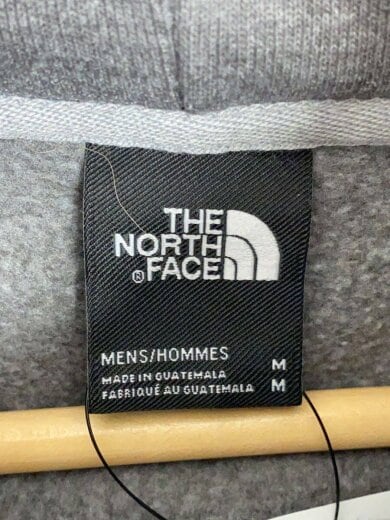 THE
NORTH
® FACE
MENS/HOMMES M
MADE IN GUATEMALA M
FABRIQUÉ AU GUATEMALA